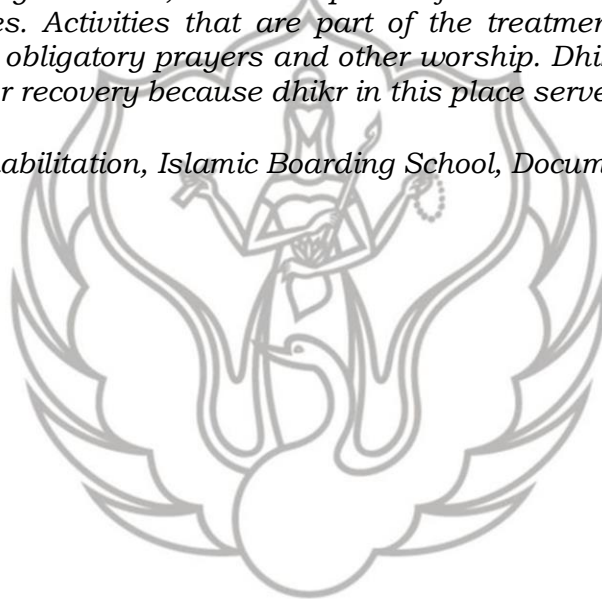 es. Activities that are part of the treatmen
obligatory prayers and other worship. Dhi
r recovery because dhikr in this place serve
abilitation, Islamic Boarding School, Docum